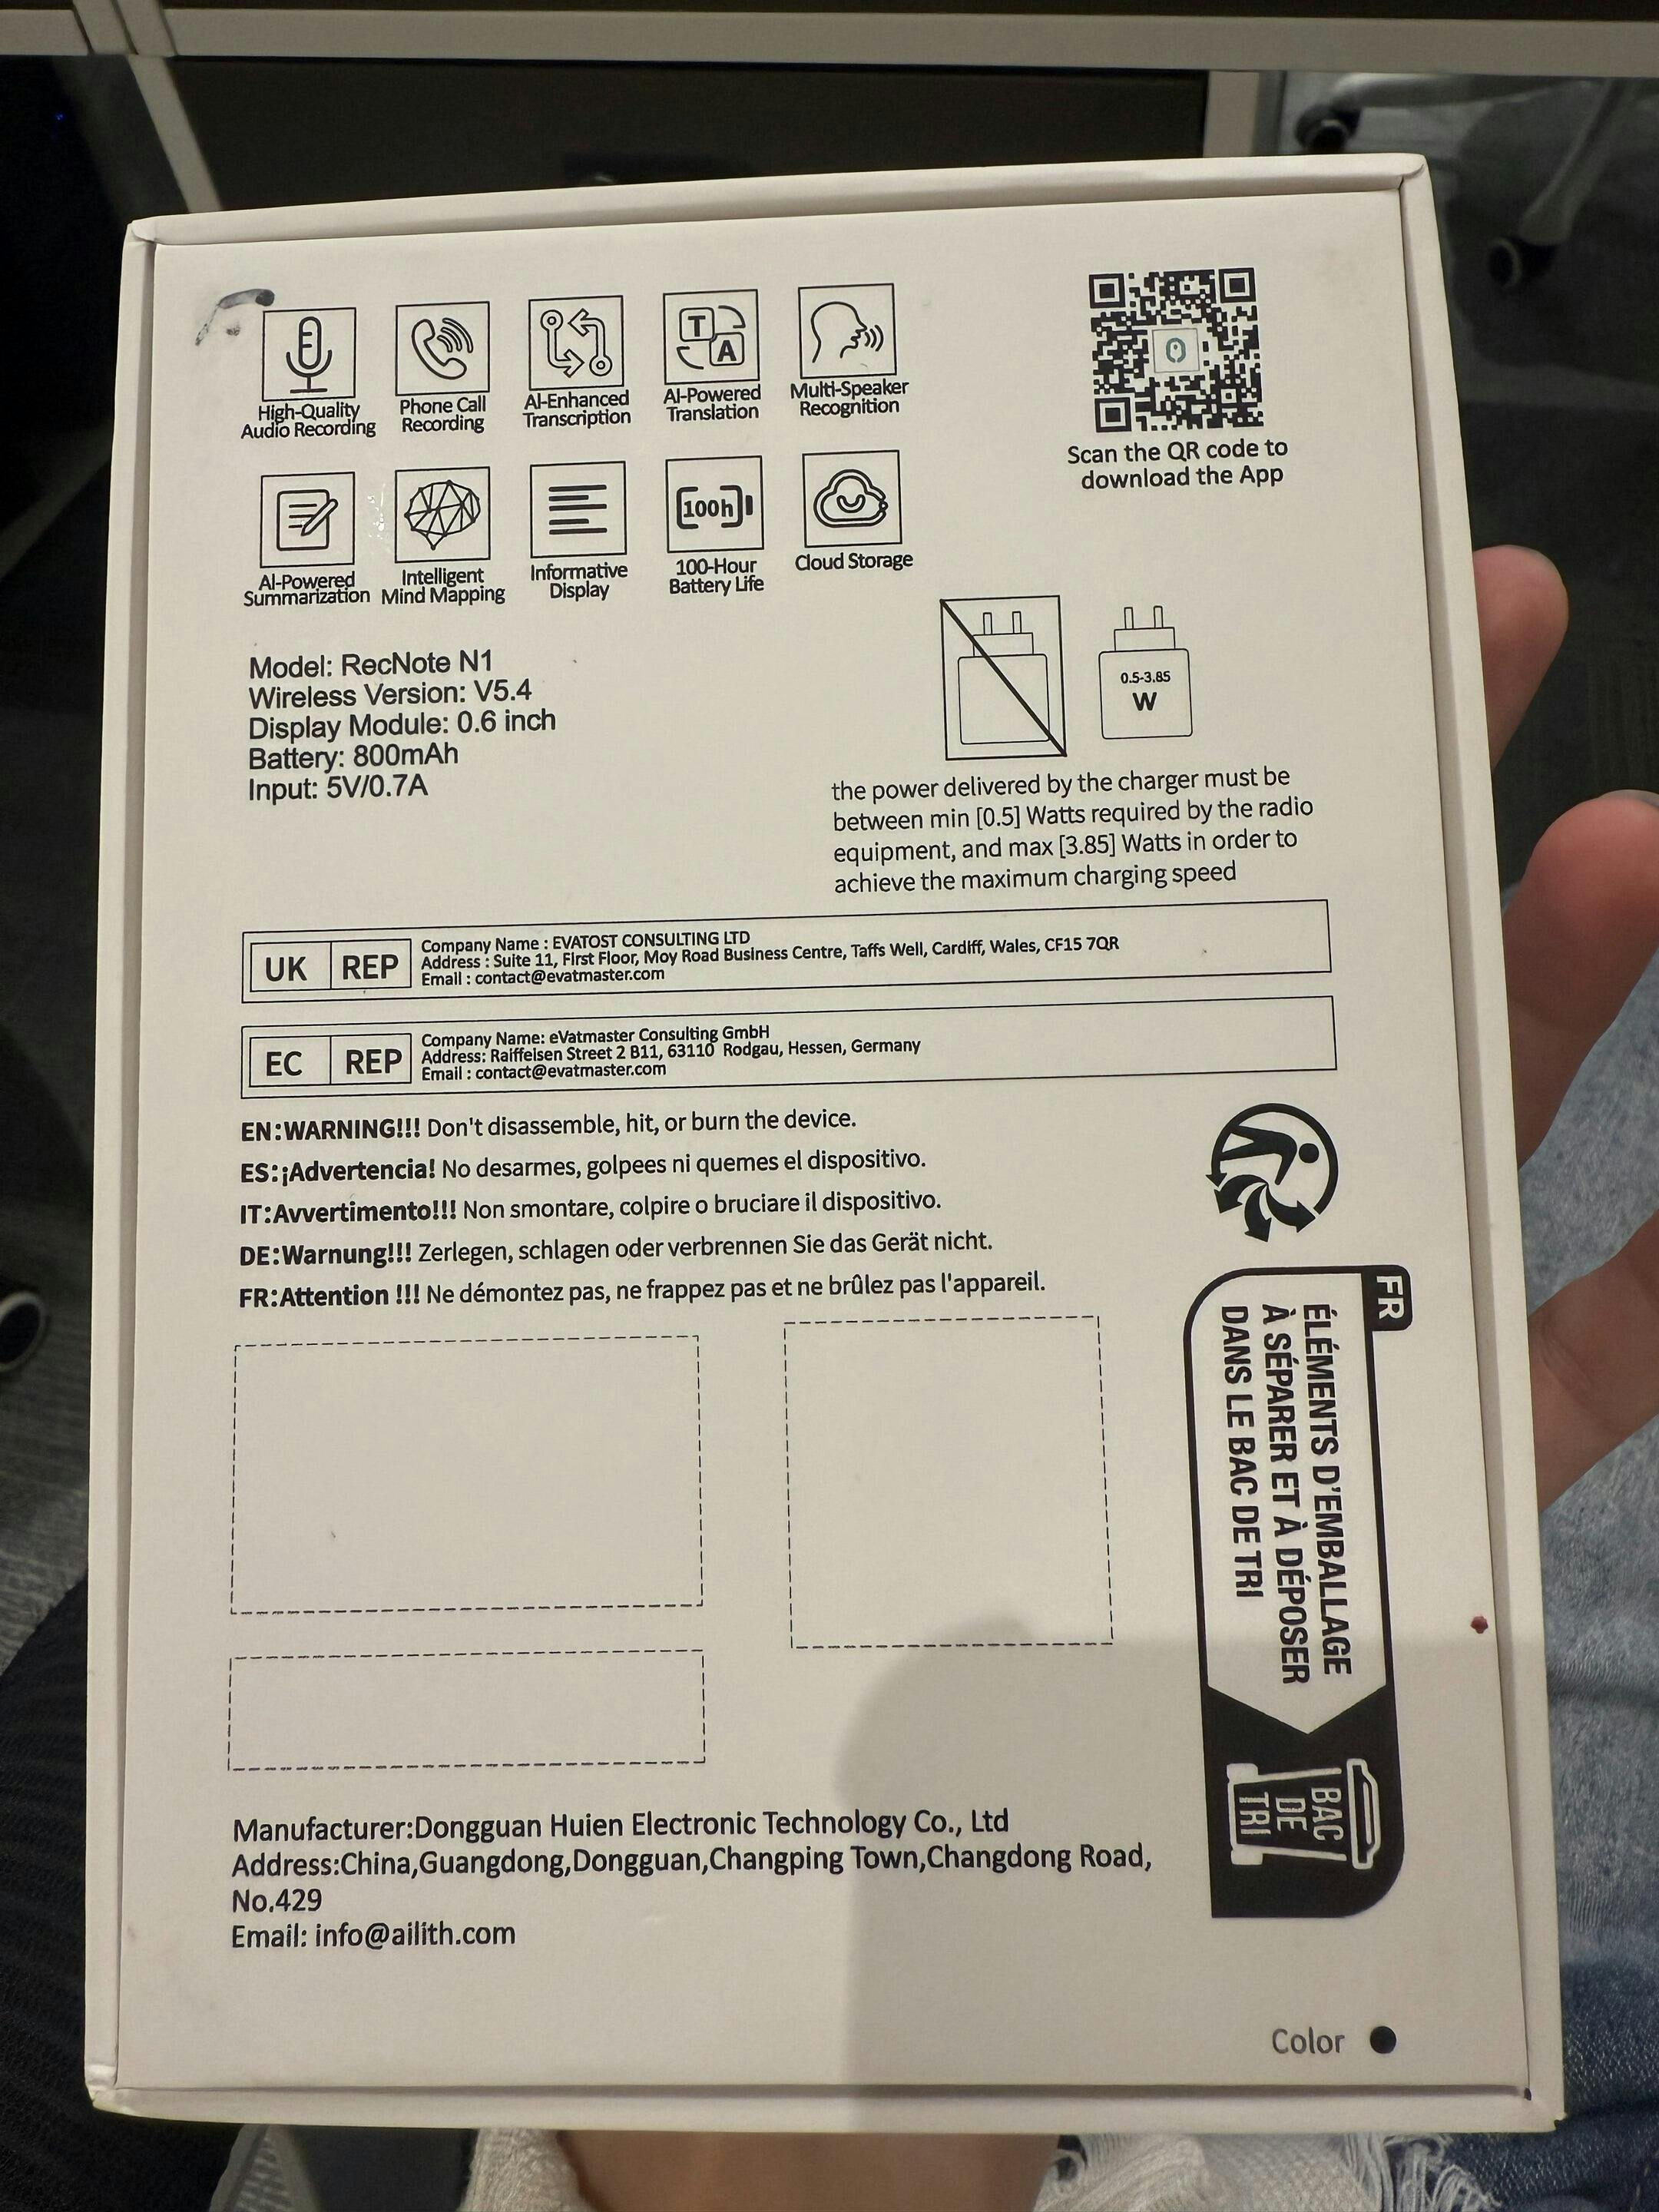 High-Quality
Audio Recording
Phone Call
Recording
AI-Enhanced
Transcription
T
A
AI-Powered
Translation
Multi-Speaker
Recognition
Scan the QR code to
download the App
AI-Powered
Summarization
Intelligent
Mind Mapping
Informative
Display
100h
100-Hour
Battery Life
Cloud Storage
Model: RecNote N1
Wireless Version: V5.4
Display Module: 0.6 inch
Battery: 800mAh
Input: 5V/0.7A
0.5-3.85
W
the power delivered by the charger must be
between min [0.5] Watts required by the radio
equipment, and max [3.85] Watts in order to
achieve the maximum charging speed
UK REP
Company Name : EVATOST CONSULTING LTD
Address : Suite 11, First Floor, Moy Road Business Centre, Taffs Well, Cardiff, Wales, CF15 7QR
Email : contact@evatmaster.com
EC REP
Company Name: eVatmaster Consulting GmbH
Address: Raiffeisen Street 2 B11, 63110 Rodgau, Hessen, Germany
Email : contact@evatmaster.com
EN:WARNING!!! Don't disassemble, hit, or burn the device.
ES:¡Advertencia! No desarmes, golpees ni quemes el dispositivo.
IT:Avvertimento!!! Non smontare, colpire o bruciare il dispositivo.
DE:Warnung!!! Zerlegen, schlagen oder verbrennen Sie das Gerät nicht.
FR:Attention !!! Ne démontez pas, ne frappez pas et ne brûlez pas l'appareil.
FR
ÉLÉMENTS D'EMBALLAGE
À SÉPARER ET À DÉPOSER
DANS LE BAC DE TRI
BAC
DE
TRI
Manufacturer:Dongguan Huien Electronic Technology Co., Ltd
Address:China,Guangdong,Dongguan,Changping Town,Changdong Road,
No.429
Email: info@ailith.com
Color